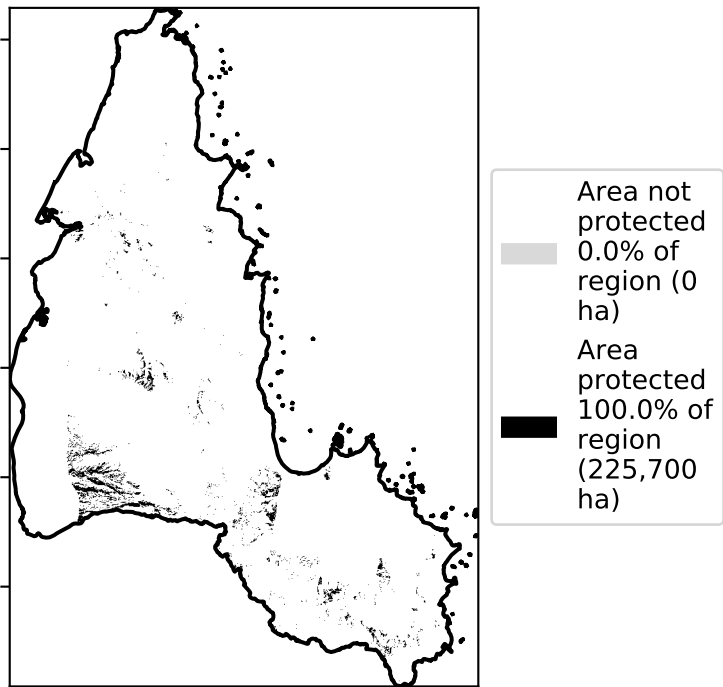 Area not
protected
0.0% of
region (0
ha)
Area
protected
100.0% of
region
(225,700
ha)